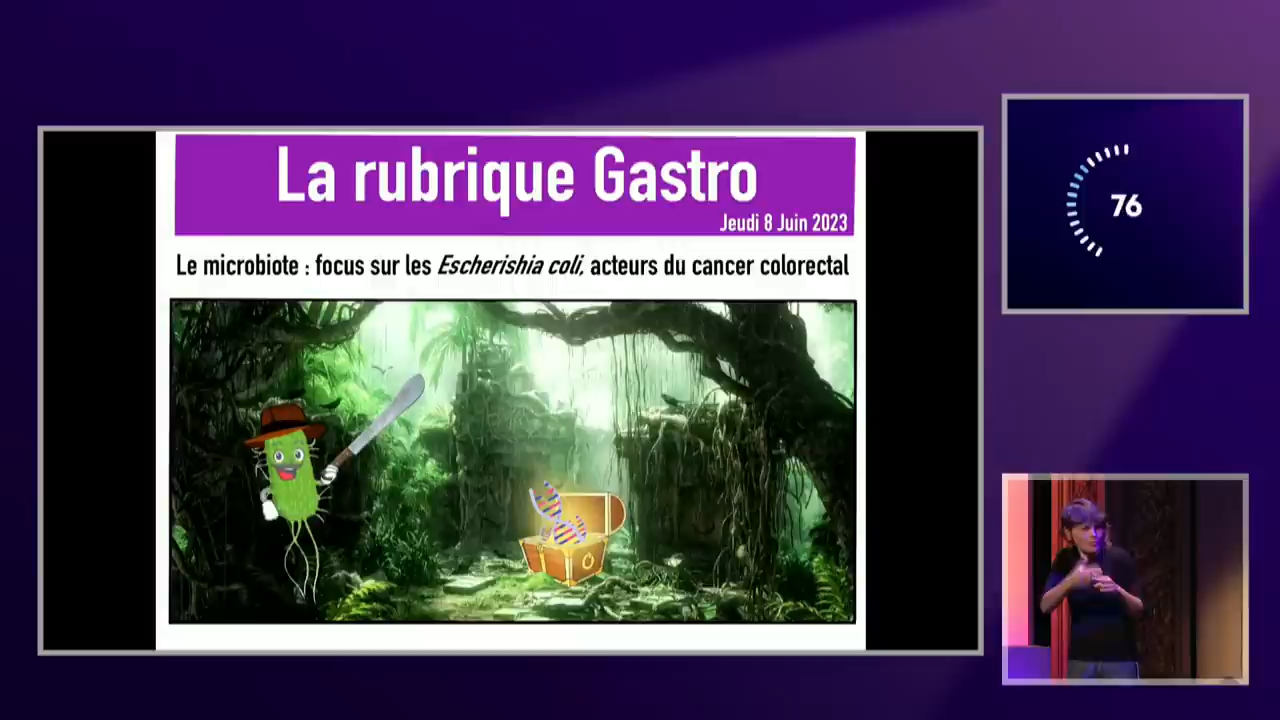 La rubrique Gastro
Jeudi 8 Juin 2023
Le microbiote : focus sur les Escherishia coli, acteurs du cancer colorectal
76